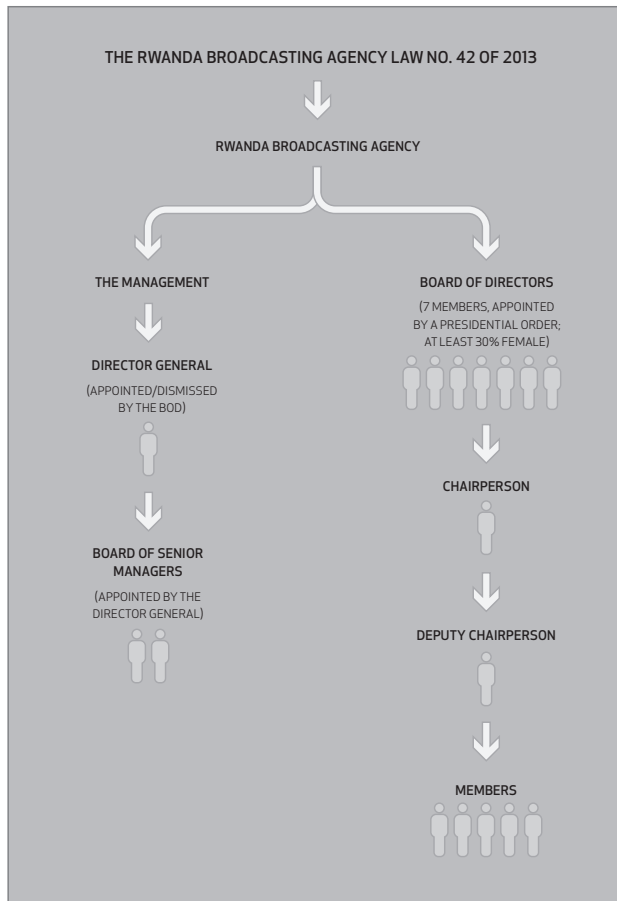 THE RWANDA BROADCASTING AGENCY LAW NO. 42 OF 2013
RWANDA BROADCASTING AGENCY
THE MANAGEMENT
DIRECTOR GENERAL
(APPOINTED/DISMISSED
BY THE BOD)
BOARD OF SENIOR
MANAGERS
(APPOINTED BY THE
DIRECTOR GENERAL)
BOARD OF DIRECTORS
(7 MEMBERS, APPOINTED
BY A PRESIDENTIAL ORDER;
AT LEAST 30% FEMALE)
CHAIRPERSON
DEPUTY CHAIRPERSON
MEMBERS